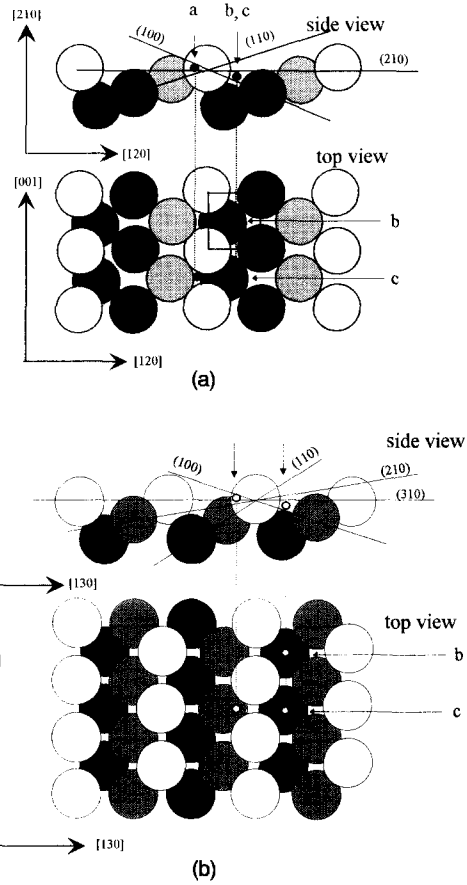 [210]
a
b, c
(100)
(110)
side view
(210)
[120]
top view
[001]
b
c
[120]
(a)
side view
(100)
(110)
(210)
(310)
[130]
top view
b
c
[130]
(b)